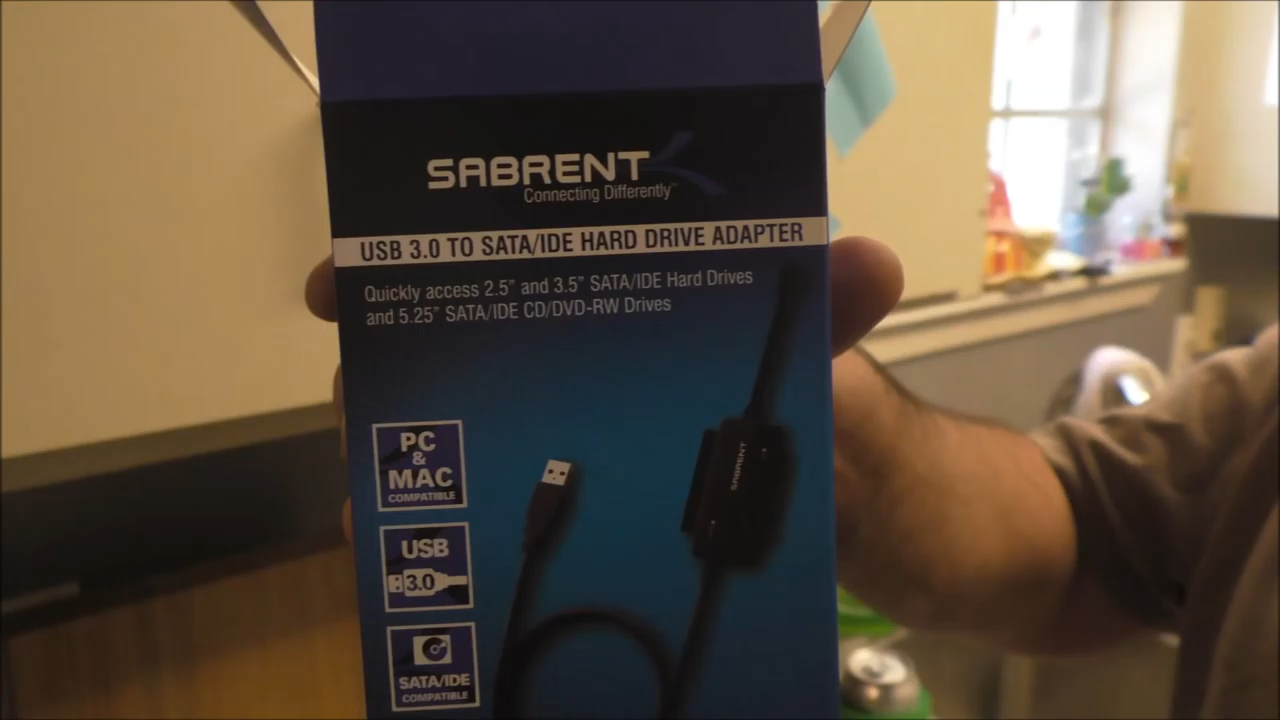 SABRENT
Connecting Differently™
USB 3.0 TO SATA/IDE HARD DRIVE ADAPTER
Quickly access 2.5" and 3.5" SATA/IDE Hard Drives
and 5.25" SATA/IDE CD/DVD-RW Drives
PC
&
MAC
COMPATIBLE
USB
3.0
SATA/IDE
COMPATIBLE
SABRENT